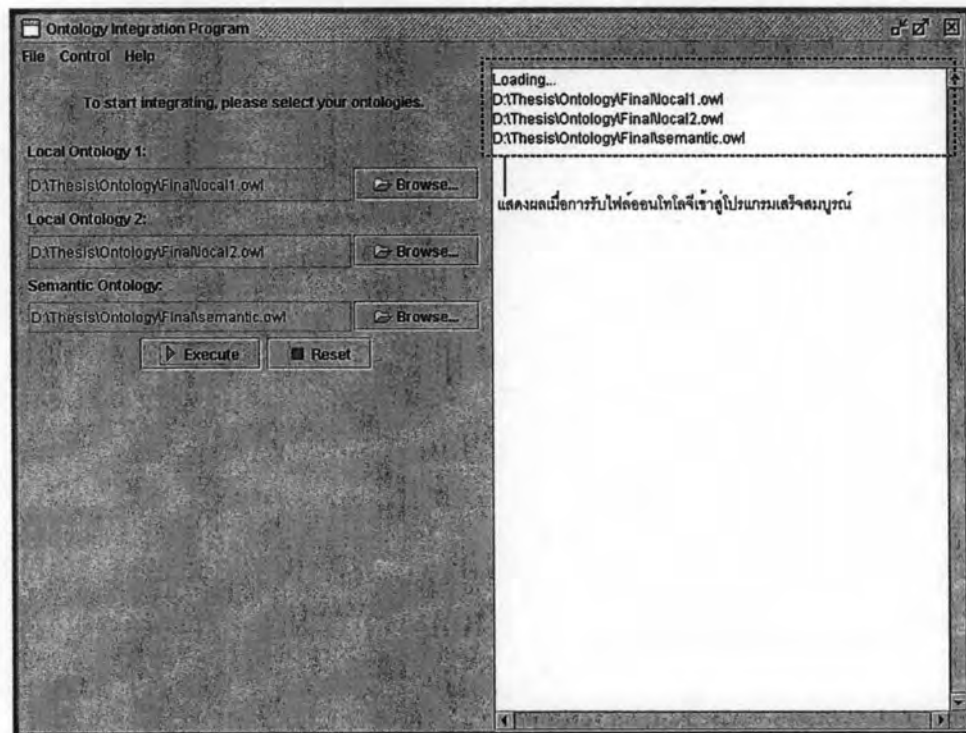 Ontology Integration Program
File Control Help
To start integrating, please select your ontologies.
Local Ontology 1:
D:\Thesis\Ontology\Final\local1.owl
Browse...
Local Ontology 2:
D:\Thesis\Ontology\Final\local2.owl
Browse...
Semantic Ontology:
D:\Thesis\Ontology\Final\semantic.owl
Browse...
Execute
Reset
Loading...
D:\Thesis\Ontology\Final\local1.owl
D:\Thesis\Ontology\Final\local2.owl
D:\Thesis\Ontology\Final\semantic.owl
แสดงผลเมื่อการรับไฟล์ออนโทโลจีเข้าสู่โปรแกรมเสร็จสมบูรณ์